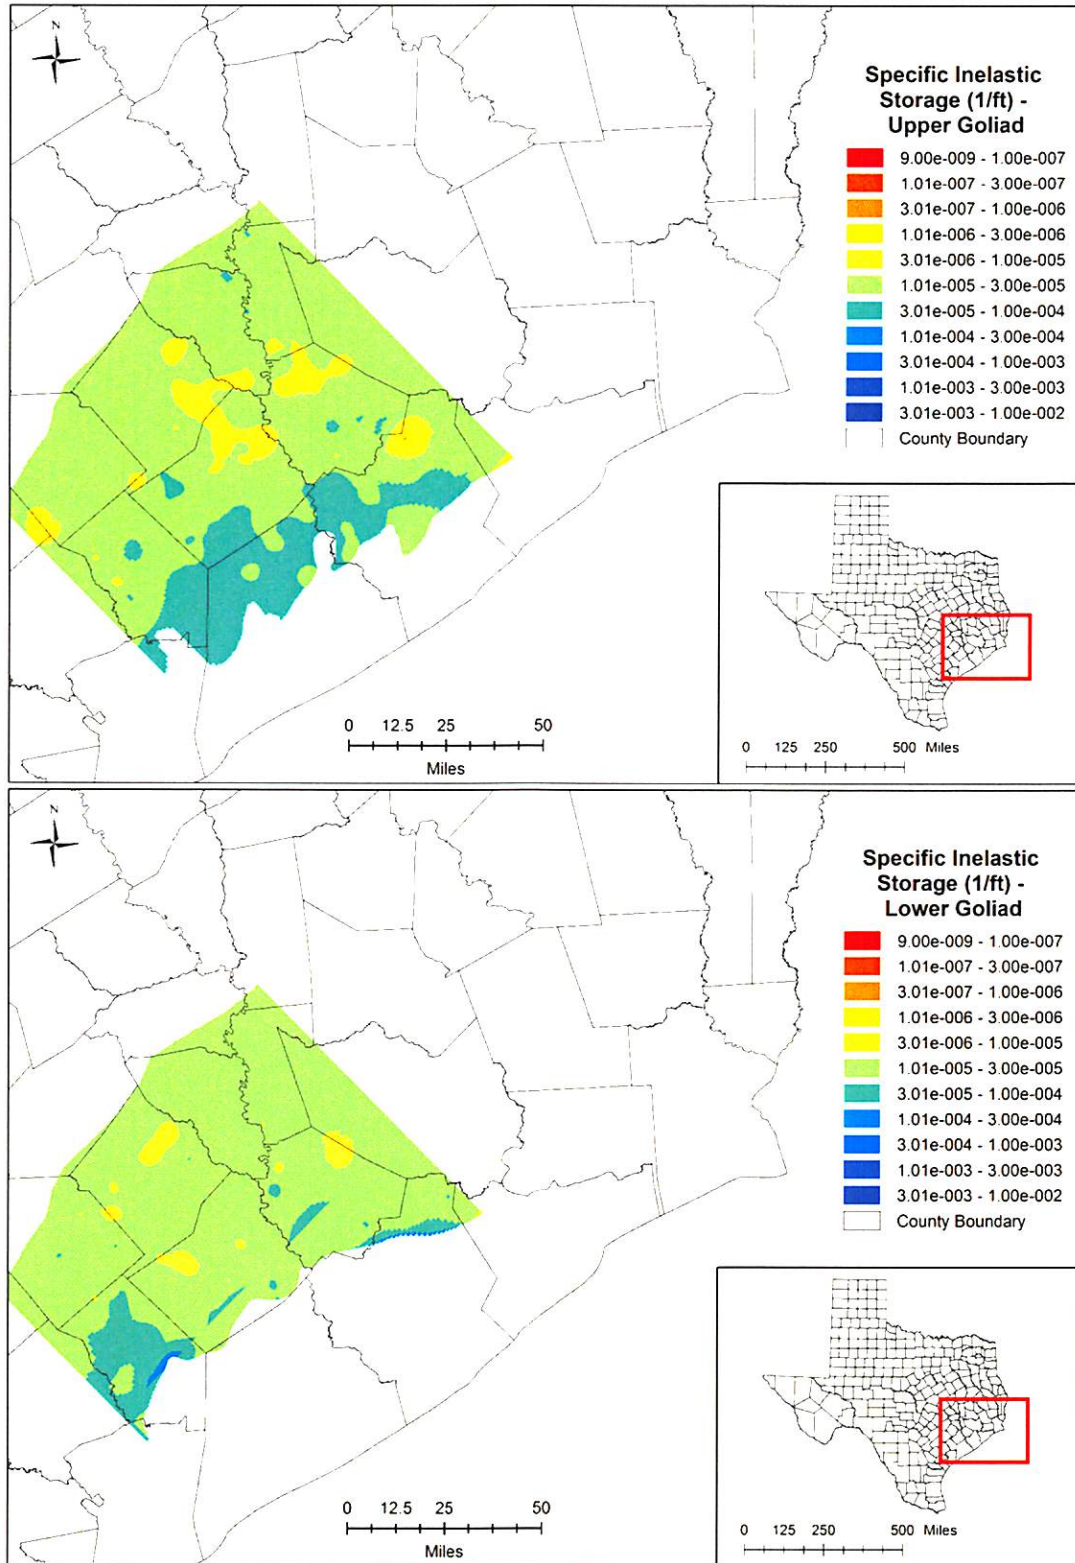 N
Specific Inelastic
Storage (1/ft) -
Upper Goliad
9.00e-009 - 1.00e-007
1.01e-007 - 3.00e-007
3.01e-007 - 1.00e-006
1.01e-006 - 3.00e-006
3.01e-006 - 1.00e-005
1.01e-005 - 3.00e-005
3.01e-005 - 1.00e-004
1.01e-004 - 3.00e-004
3.01e-004 - 1.00e-003
1.01e-003 - 3.00e-003
3.01e-003 - 1.00e-002
County Boundary
0 12.5 25 50
Miles
0 125 250 500 Miles
N
Specific Inelastic
Storage (1/ft) -
Lower Goliad
9.00e-009 - 1.00e-007
1.01e-007 - 3.00e-007
3.01e-007 - 1.00e-006
1.01e-006 - 3.00e-006
3.01e-006 - 1.00e-005
1.01e-005 - 3.00e-005
3.01e-005 - 1.00e-004
1.01e-004 - 3.00e-004
3.01e-004 - 1.00e-003
1.01e-003 - 3.00e-003
3.01e-003 - 1.00e-002
County Boundary
0 12.5 25 50
Miles
0 125 250 500 Miles